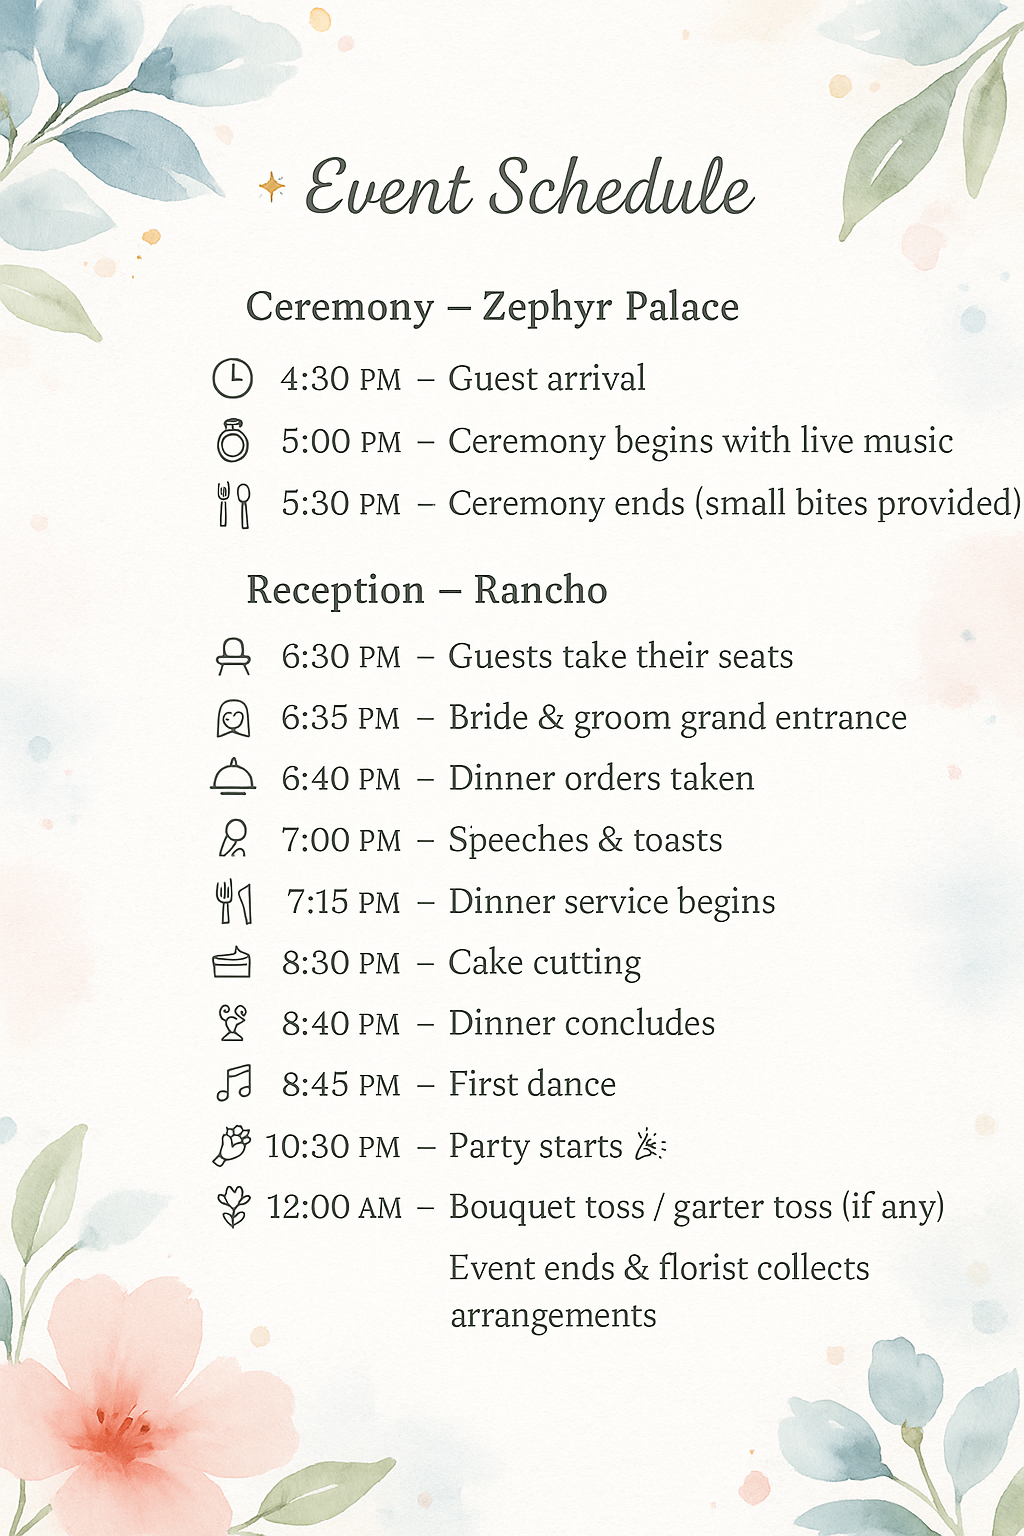 Event Schedule
Ceremony – Zephyr Palace
4:30 PM – Guest arrival
5:00 PM – Ceremony begins with live music
5:30 PM – Ceremony ends (small bites provided)
Reception – Rancho
6:30 PM – Guests take their seats
6:35 PM – Bride & groom grand entrance
6:40 PM – Dinner orders taken
7:00 PM – Speeches & toasts
7:15 PM – Dinner service begins
8:30 PM – Cake cutting
8:40 PM – Dinner concludes
8:45 PM – First dance
10:30 PM – Party starts
12:00 AM – Bouquet toss / garter toss (if any)
Event ends & florist collects
arrangements